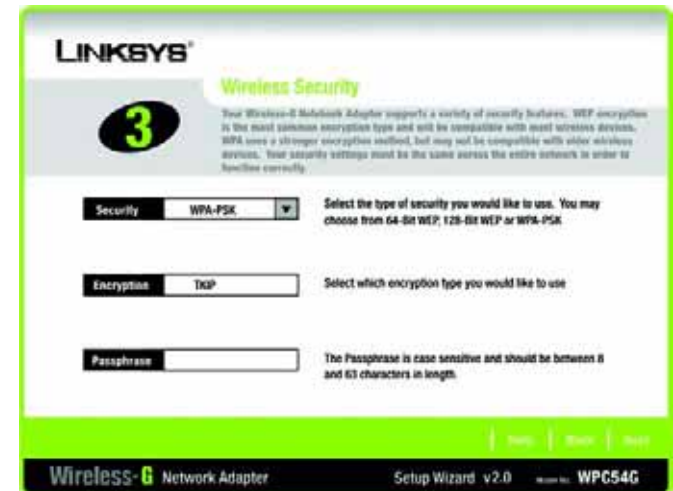 LINKSYS®
Wireless Security
3
Your Wireless-G Notebook Adapter supports a variety of security features. WEP encryption
is the most common encryption type and will be compatible with most wireless devices.
WPA uses a stronger encryption method, but may not be compatible with older wireless
devices. Your security settings must be the same across the entire network in order to
function correctly.
Security WPA-PSK Select the type of security you would like to use. You may
choose from 64-Bit WEP, 128-Bit WEP or WPA-PSK
Encryption TKIP Select which encryption type you would like to use
Passphrase The Passphrase is case sensitive and should be between 8
and 63 characters in length.
Back
Wireless-G Network Adapter Setup Wizard v2.0 Model No. WPC54G